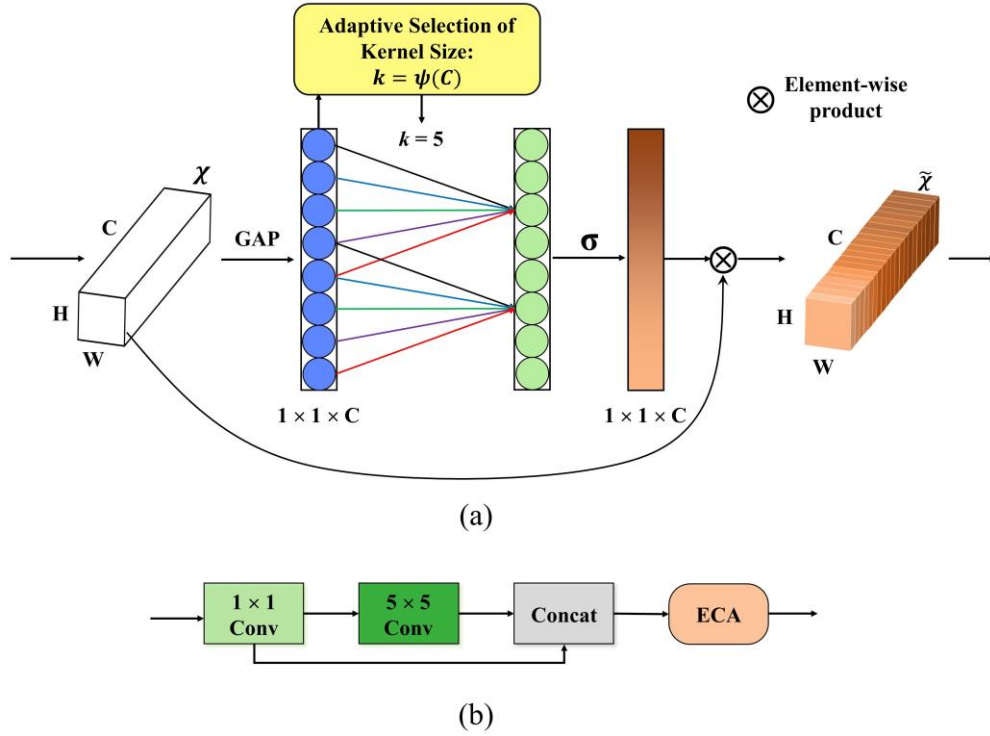 Adaptive Selection of
Kernel Size:
k = ψ(C)
Element-wise
product
k = 5
χ
C
GAP
H
W
1 × 1 × C
σ
1 × 1 × C
χ̃
C
H
W
(a)
1 × 1
Conv
5 × 5
Conv
Concat
ECA
(b)